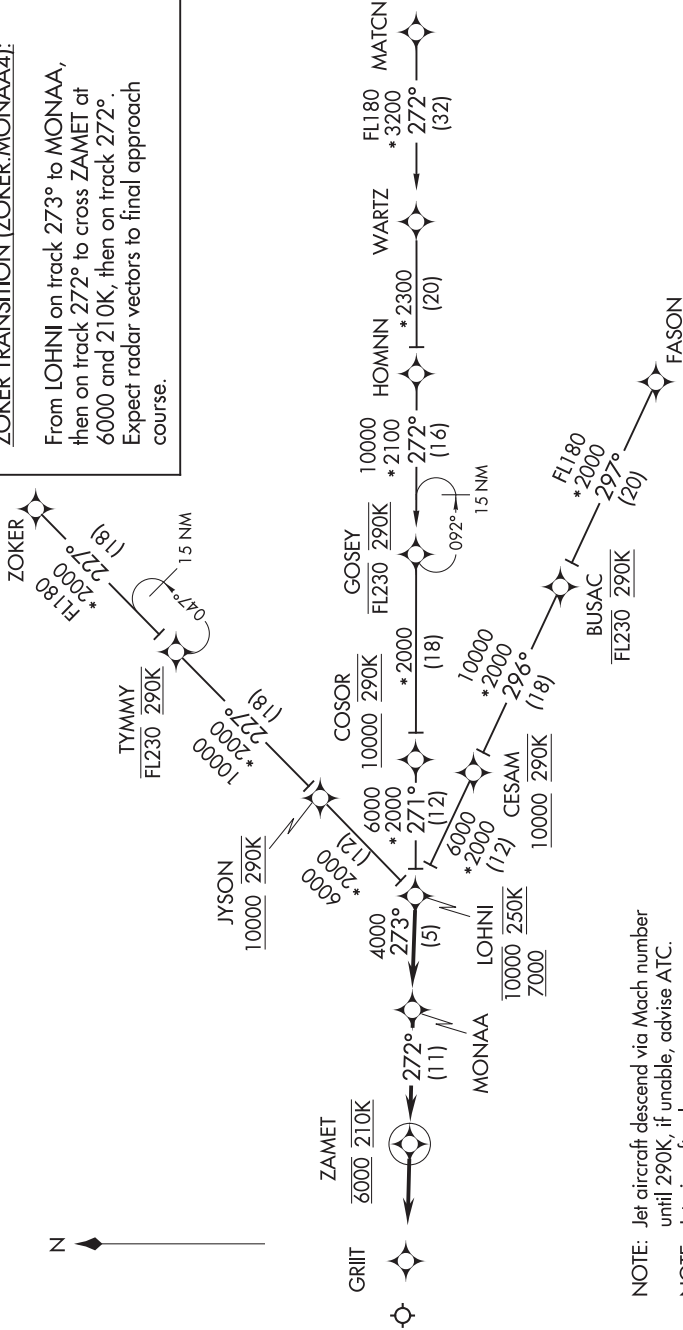 ZOKER TRANSITION (ZOKER.MONAA4):
From LOHNI on track 273° to MONAA,
then on track 272° to cross ZAMET at
6000 and 210K, then on track 272°.
Expect radar vectors to final approach
course.
ZOKER
FL180
*2000
227°
(18)
15 NM
047°
TYMMY
FL230 290K
10000
*2000
227°
(18)
JYSON
10000 290K
6000
*2000
(12)
MATCN
FL180
*3200
272°
(32)
WARTZ
*2300
(20)
HOMNN
10000
*2100
272°
(16)
GOSEY
FL230 290K
092°
15 NM
*2000
(18)
COSOR
10000 290K
6000
*2000
271°
(12)
FASON
FL180
*2000
297°
(20)
BUSAC
FL230 290K
10000
*2000
296°
(18)
CESAM
10000 290K
6000
*2000
(12)
LOHNI
10000 250K
7000
4000
273°
(5)
MONAA
272°
(11)
ZAMET
6000 210K
GRIIT
N
NOTE: Jet aircraft descend via Mach number
until 290K, if unable, advise ATC.